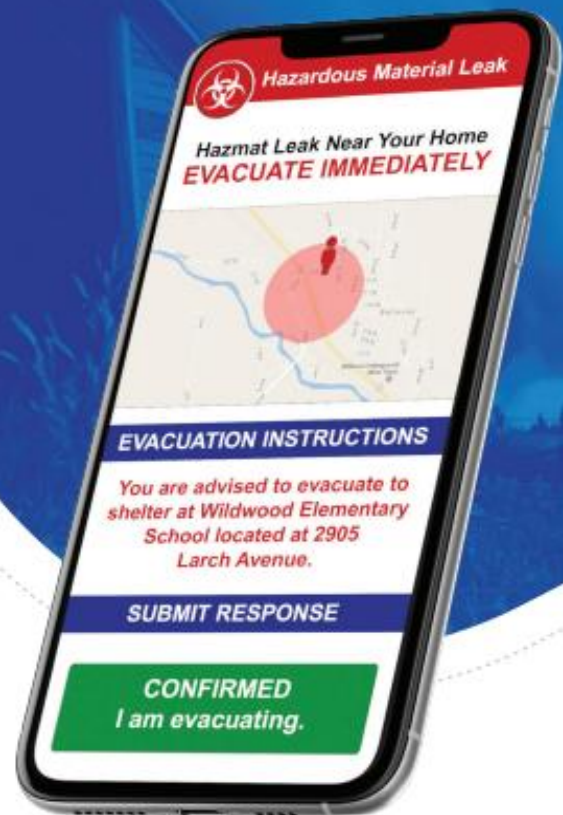 Hazardous Material Leak
Hazmat Leak Near Your Home
EVACUATE IMMEDIATELY
EVACUATION INSTRUCTIONS
You are advised to evacuate to
shelter at Wildwood Elementary
School located at 2905
Larch Avenue.
SUBMIT RESPONSE
CONFIRMED
I am evacuating.